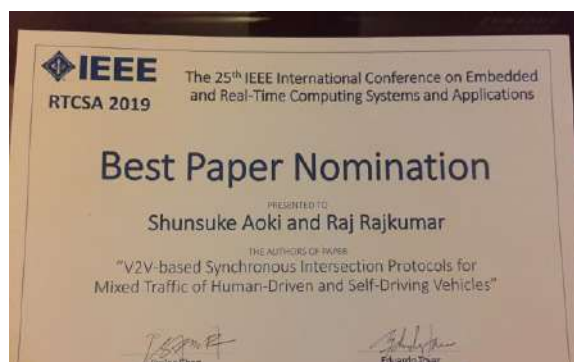 IEEE
RTCSA 2019
The 25th IEEE International Conference on Embedded
and Real-Time Computing Systems and Applications
Best Paper Nomination
PRESENTED TO
Shunsuke Aoki and Raj Rajkumar
THE AUTHORS OF PAPER
"V2V-based Synchronous Intersection Protocols for
Mixed Traffic of Human-Driven and Self-Driving Vehicles"
Eduardo Tovar